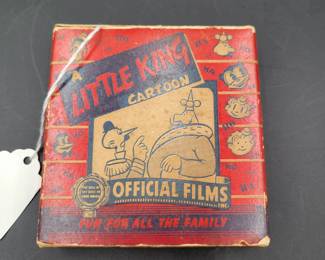 A
LITTLE KING
CARTOON
OFFICIAL FILMS
INC.
FUN FOR ALL THE FAMILY